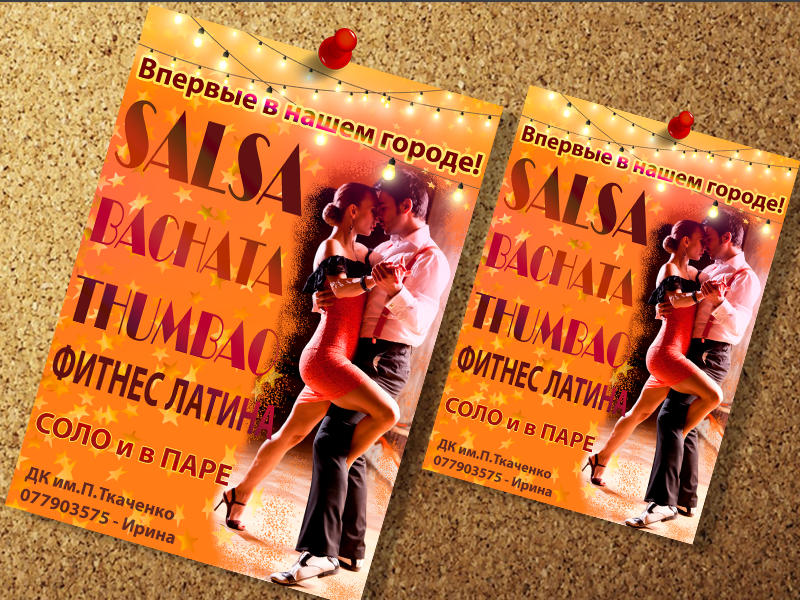 Впервые в нашем городе!
SALSA
BACHATA
THUMBAO
ФИТНЕС ЛАТИНА
СОЛО и в ПАРЕ
ДК им.П.Ткаченко
077903575 - Ирина
Впервые в нашем городе!
SALSA
BACHATA
THUMBAO
ФИТНЕС ЛАТИНА
СОЛО и в ПАРЕ
ДК им.П.Ткаченко
077903575 - Ирина